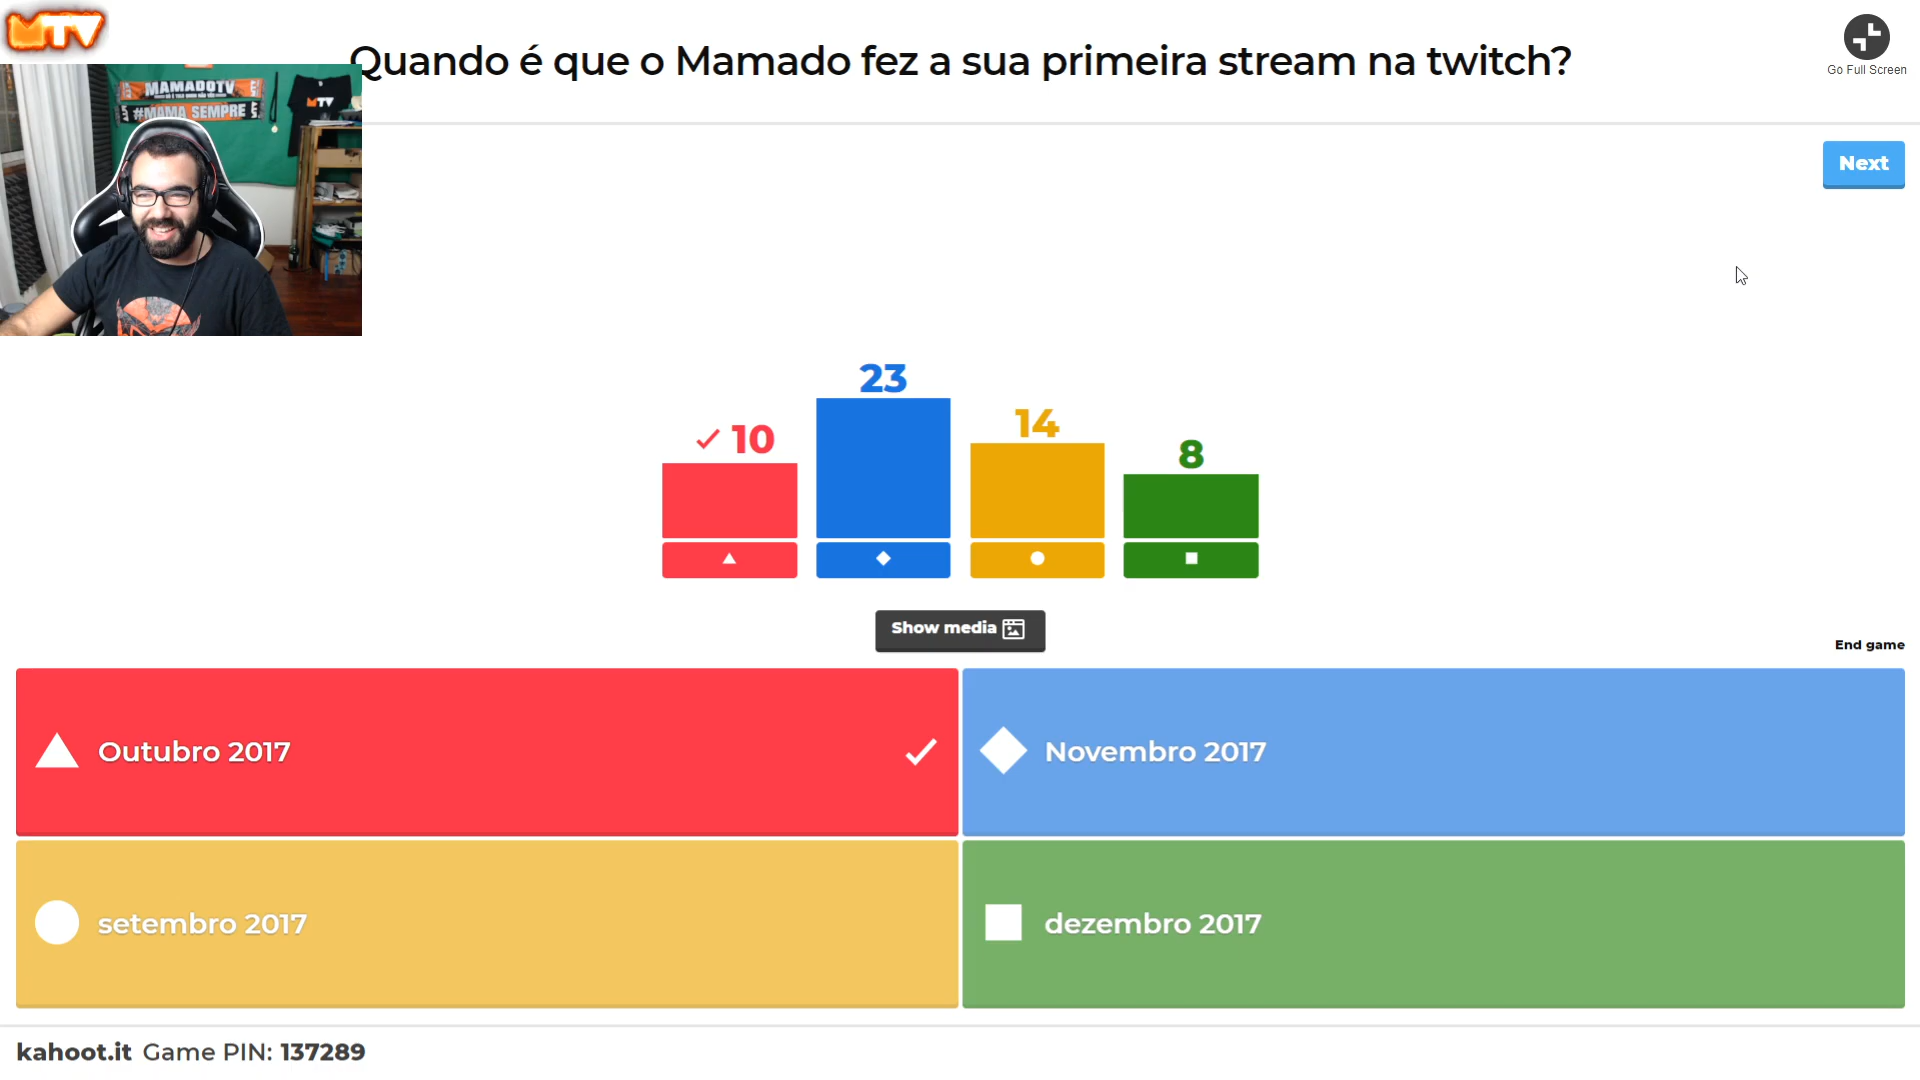 MTV
Quando é que o Mamado fez a sua primeira stream na twitch?
Go Full Screen
MAMADOTV
#MAMA SEMPRE
MTV
Next
10
23
14
8
Show media
End game
Outubro 2017
Novembro 2017
setembro 2017
dezembro 2017
kahoot.it Game PIN: 137289